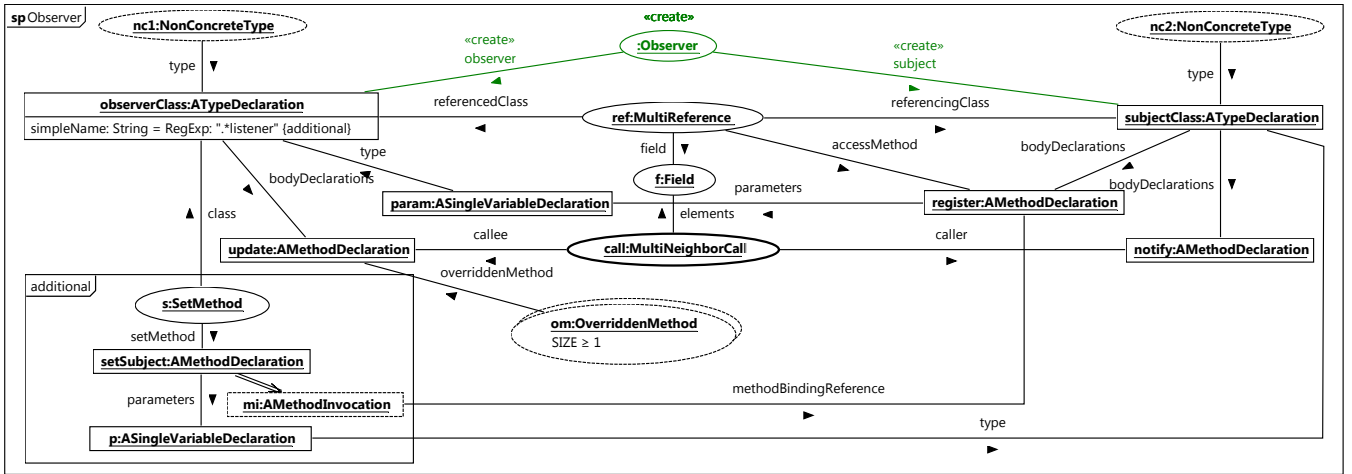 sp Observer
«create»
nc1:NonConcreteType
nc2:NonConcreteType
«create»
observer
:Observer
«create»
subject
type
type
observerClass:ATypeDeclaration
simpleName: String = RegExp: ".*listener" {additional}
referencedClass
ref:MultiReference
referencingClass
subjectClass:ATypeDeclaration
type
field
accessMethod
bodyDeclarations
bodyDeclarations
f:Field
parameters
bodyDeclarations
param:ASingleVariableDeclaration
register:AMethodDeclaration
class
elements
update:AMethodDeclaration
callee
call:MultiNeighborCall
caller
notify:AMethodDeclaration
overriddenMethod
additional
s:SetMethod
om:OverriddenMethod
SIZE ≥ 1
setMethod
setSubject:AMethodDeclaration
methodBindingReference
parameters
mi:AMethodInvocation
type
p:ASingleVariableDeclaration